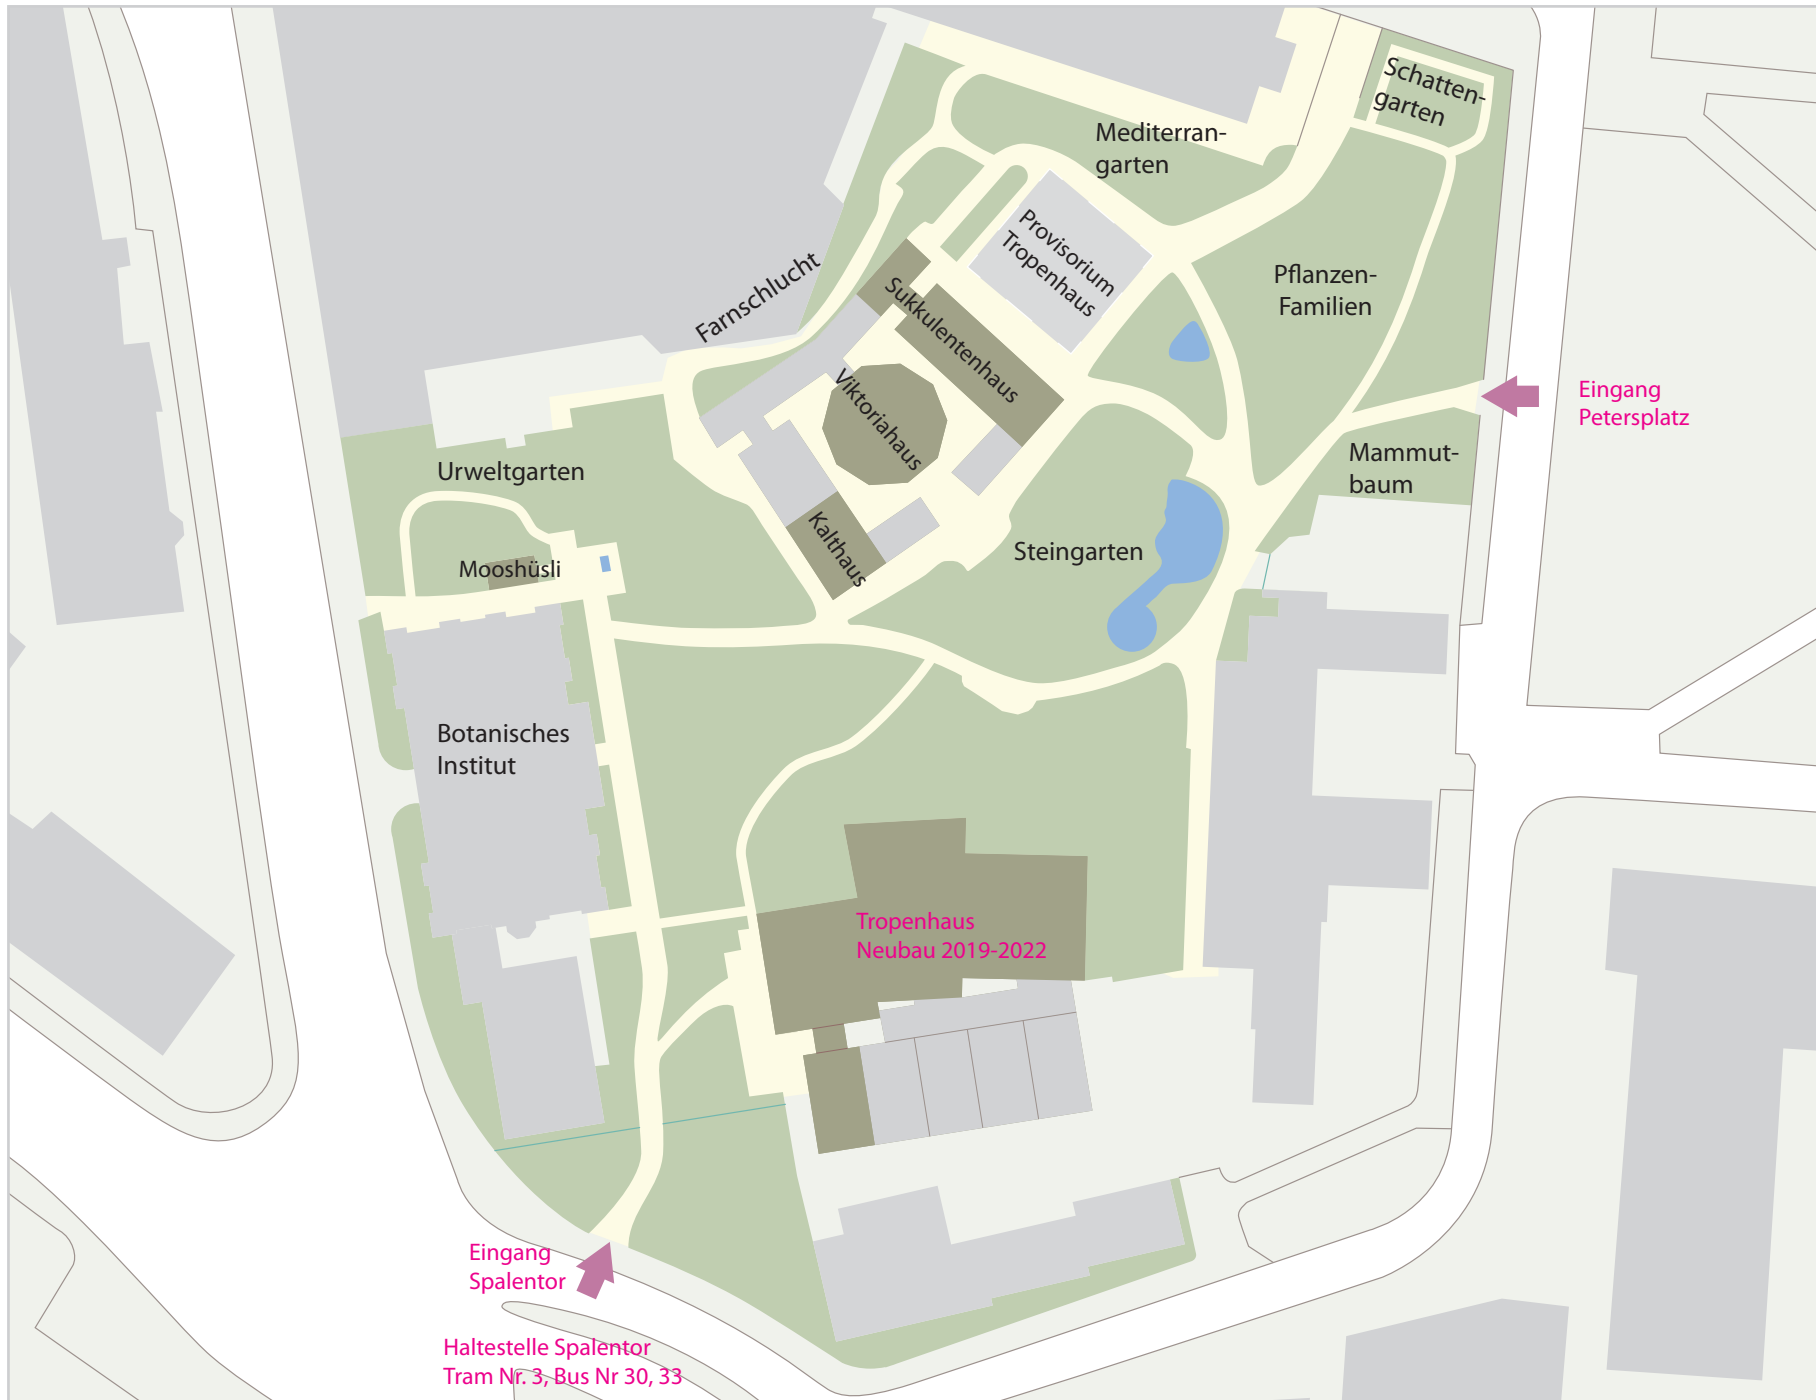 Schatten-
garten
Mediterran-
garten
Provisorium
Tropenhaus
Pflanzen-
Familien
Farnschlucht
Sukkulentenhaus
Viktoriahaus
Eingang
Petersplatz
Mammut-
baum
Urweltgarten
Kalthaus
Steingarten
Mooshüsli
Botanisches
Institut
Tropenhaus
Neubau 2019-2022
Eingang
Spalentor
Haltestelle Spalentor
Tram Nr. 3, Bus Nr 30, 33